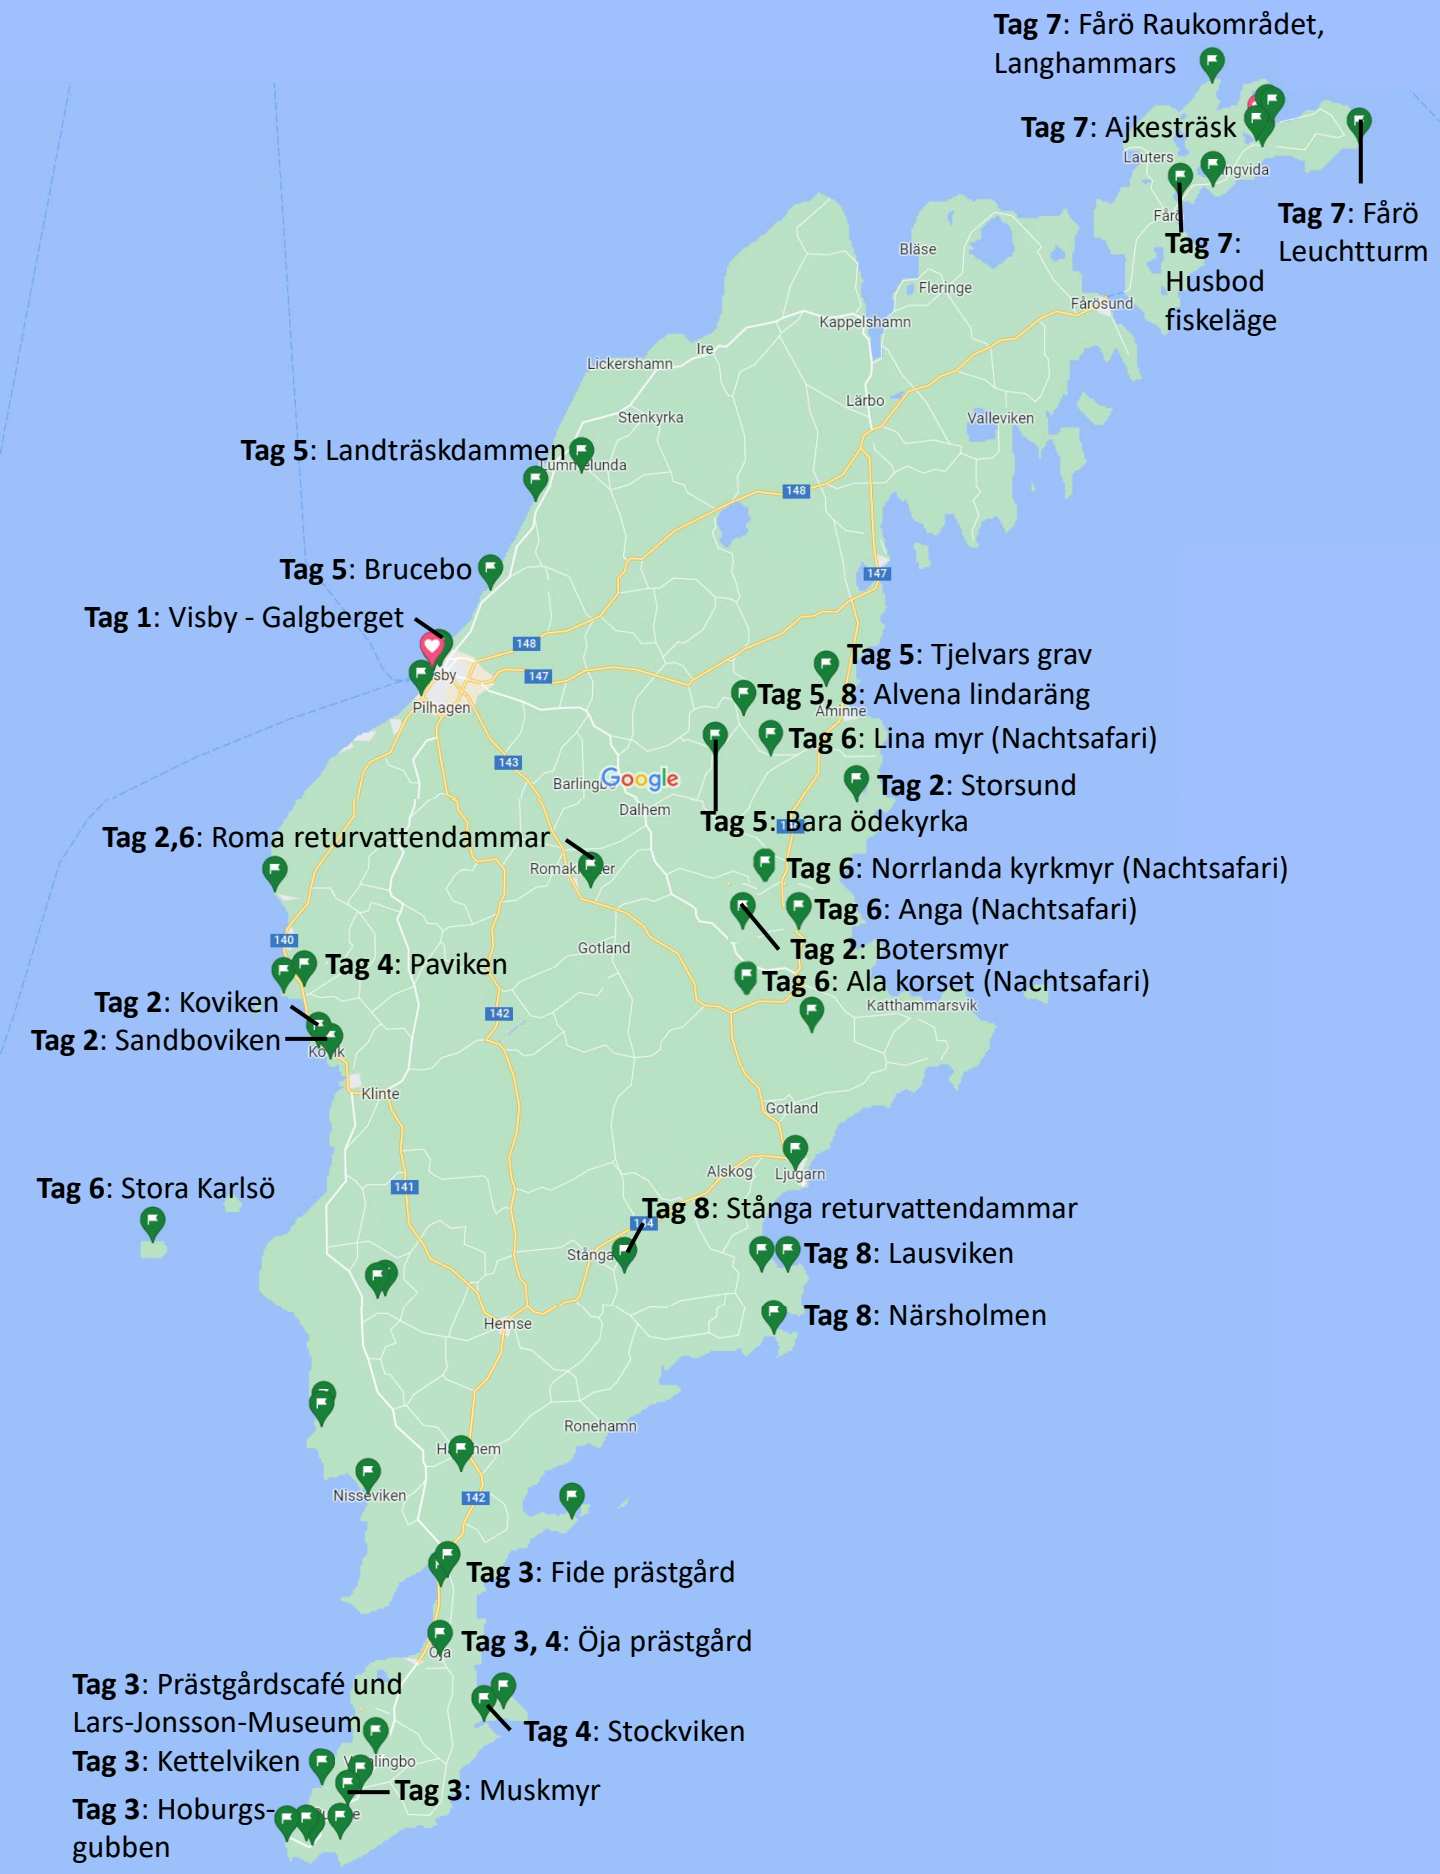 Tag 7: Fårö Raukområdet,
Langhammars
Tag 7: Ajkesträsk
Lauters
Fårö
Tag 7: Fårö
Leuchtturm
Tag 7:
Husbod
fiskeläge
Bläse
Fleringe
Fårösund
Kappelshamn
Ire
Lickershamn
Lärbo
Stenkyrka
Valleviken
Tag 5: Landträskdammen
148
Tag 5: Brucebo
147
Tag 1: Visby - Galgberget
148
147
Pilhagen
Tag 5: Tjelvars grav
Tag 5, 8: Alvena lindaräng
Åminne
Tag 6: Lina myr (Nachtsafari)
143
Google
Dalhem
Tag 2: Storsund
Tag 5: Bara ödekyrka
Tag 2,6: Roma returvattendammar
Tag 6: Norrlanda kyrkmyr (Nachtsafari)
Tag 6: Anga (Nachtsafari)
140
Gotland
Tag 2: Botersmyr
Tag 4: Paviken
Tag 6: Ala korset (Nachtsafari)
Tag 2: Koviken
142
Katthammarsvik
Tag 2: Sandboviken
Klinte
Gotland
Alskog
Ljugarn
Tag 6: Stora Karlsö
141
Tag 8: Stånga returvattendammar
144
Stånga
Tag 8: Lausviken
Tag 8: Närsholmen
Hemse
Ronehamn
Nisseviken
142
Tag 3: Fide prästgård
Tag 3, 4: Öja prästgård
Öja
Tag 3: Prästgårdscafé und
Lars-Jonsson-Museum
Tag 4: Stockviken
Tag 3: Kettelviken
Tag 3: Muskmyr
Tag 3: Hoburgs-
gubben